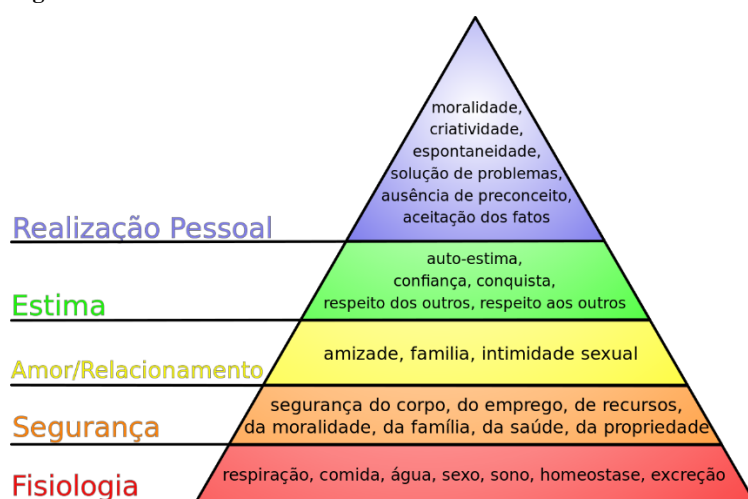 moralidade,
criatividade,
espontaneidade,
solução de problemas,
ausência de preconceito,
aceitação dos fatos
Realização Pessoal
auto-estima,
confiança, conquista,
respeito dos outros, respeito aos outros
Estima
amizade, familia, intimidade sexual
Amor/Relacionamento
segurança do corpo, do emprego, de recursos,
da moralidade, da família, da saúde, da propriedade
Segurança
respiração, comida, água, sexo, sono, homeostase, excreção
Fisiologia